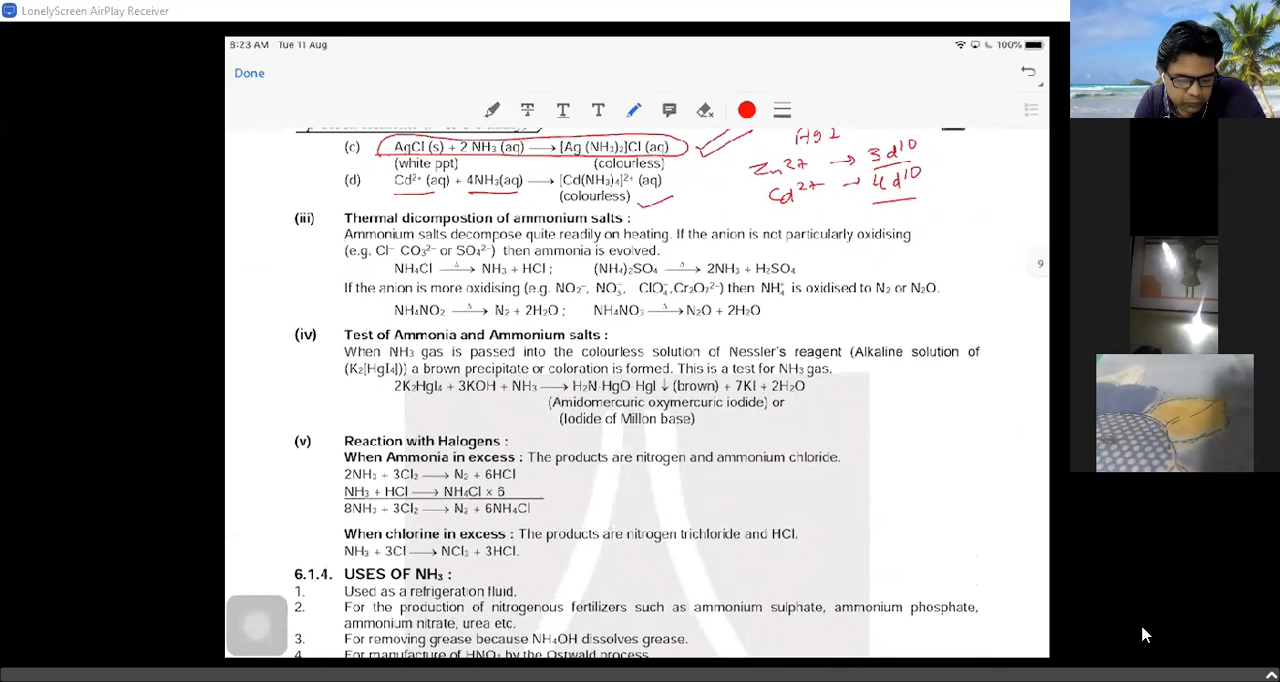 LonelyScreen AirPlay Receiver
8:23 AM Tue 11 Aug
100%
Done
(c) AgCl (s) + 2 NH₃ (aq) ⟶ [Ag (NH₃)₂]Cl (aq)
(white ppt) (colourless)
(d) Cd²⁺ (aq) + 4NH₃(aq) ⟶ [Cd(NH₃)₄]²⁺ (aq)
(colourless)
Zn²⁺ → 3d¹⁰
Cd²⁺ → 4d¹⁰
(iii) Thermal dicompostion of ammonium salts :
Ammonium salts decompose quite readily on heating. If the anion is not particularly oxidising
(e.g. Cl⁻ CO₃²⁻ or SO₄²⁻) then ammonia is evolved.
NH₄Cl —Δ→ NH₃ + HCl ; (NH₄)₂SO₄ —Δ→ 2NH₃ + H₂SO₄
If the anion is more oxidising (e.g. NO₂⁻, NO₃⁻, ClO₄⁻,Cr₂O₇²⁻) then NH₄⁺ is oxidised to N₂ or N₂O.
NH₄NO₂ —Δ→ N₂ + 2H₂O ; NH₄NO₃ —Δ→ N₂O + 2H₂O
9
(iv) Test of Ammonia and Ammonium salts :
When NH₃ gas is passed into the colourless solution of Nessler's reagent (Alkaline solution of
(K₂[HgI₄]) a brown precipitate or coloration is formed. This is a test for NH₃ gas.
2K₂HgI₄ + 3KOH + NH₃ ⟶ H₂N·HgO HgI ↓ (brown) + 7KI + 2H₂O
(Amidomercuric oxymercuric iodide) or
(Iodide of Millon base)
(v) Reaction with Halogens :
When Ammonia in excess : The products are nitrogen and ammonium chloride.
2NH₃ + 3Cl₂ ⟶ N₂ + 6HCl
NH₃ + HCl ⟶ NH₄Cl x 6
8NH₃ + 3Cl₂ ⟶ N₂ + 6NH₄Cl
When chlorine in excess : The products are nitrogen trichloride and HCl.
NH₃ + 3Cl ⟶ NCl₃ + 3HCl.
6.1.4. USES OF NH₃ :
1. Used as a refrigeration fluid.
2. For the production of nitrogenous fertilizers such as ammonium sulphate, ammonium phosphate,
ammonium nitrate, urea etc.
3. For removing grease because NH₄OH dissolves grease.
4. For manufacture of HNO₃ by the Ostwald process